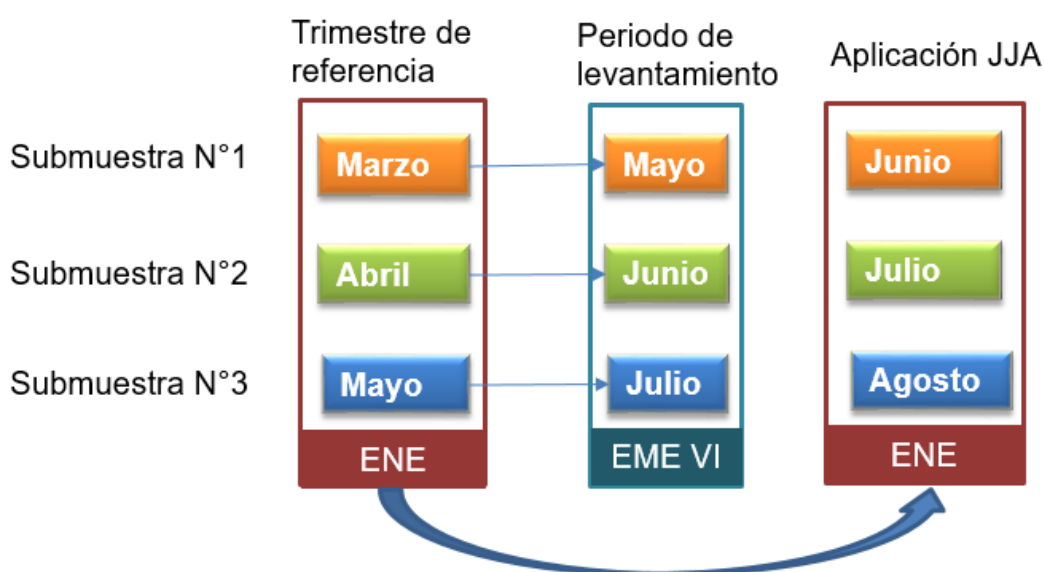 Trimestre de
referencia
Periodo de
levantamiento
Aplicación JJA
Submuestra N°1
Marzo
Mayo
Junio
Submuestra N°2
Abril
Junio
Julio
Submuestra N°3
Mayo
Julio
Agosto
ENE
EME VI
ENE